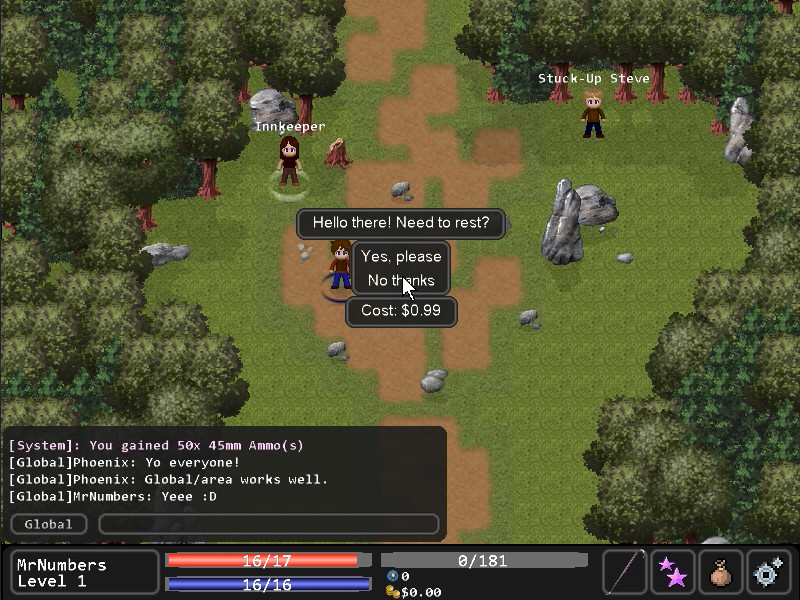 Stuck-Up Steve
Innkeeper
Hello there! Need to rest?
Yes, please
No thanks
Cost: $0.99
[System]: You gained 50x 45mm Ammo(s)
[Global]Phoenix: Yo everyone!
[Global]Phoenix: Global/area works well.
[Global]MrNumbers: Yeee :D
Global
MrNumbers
Level 1
16/17
16/16
0/181
0
$0.00